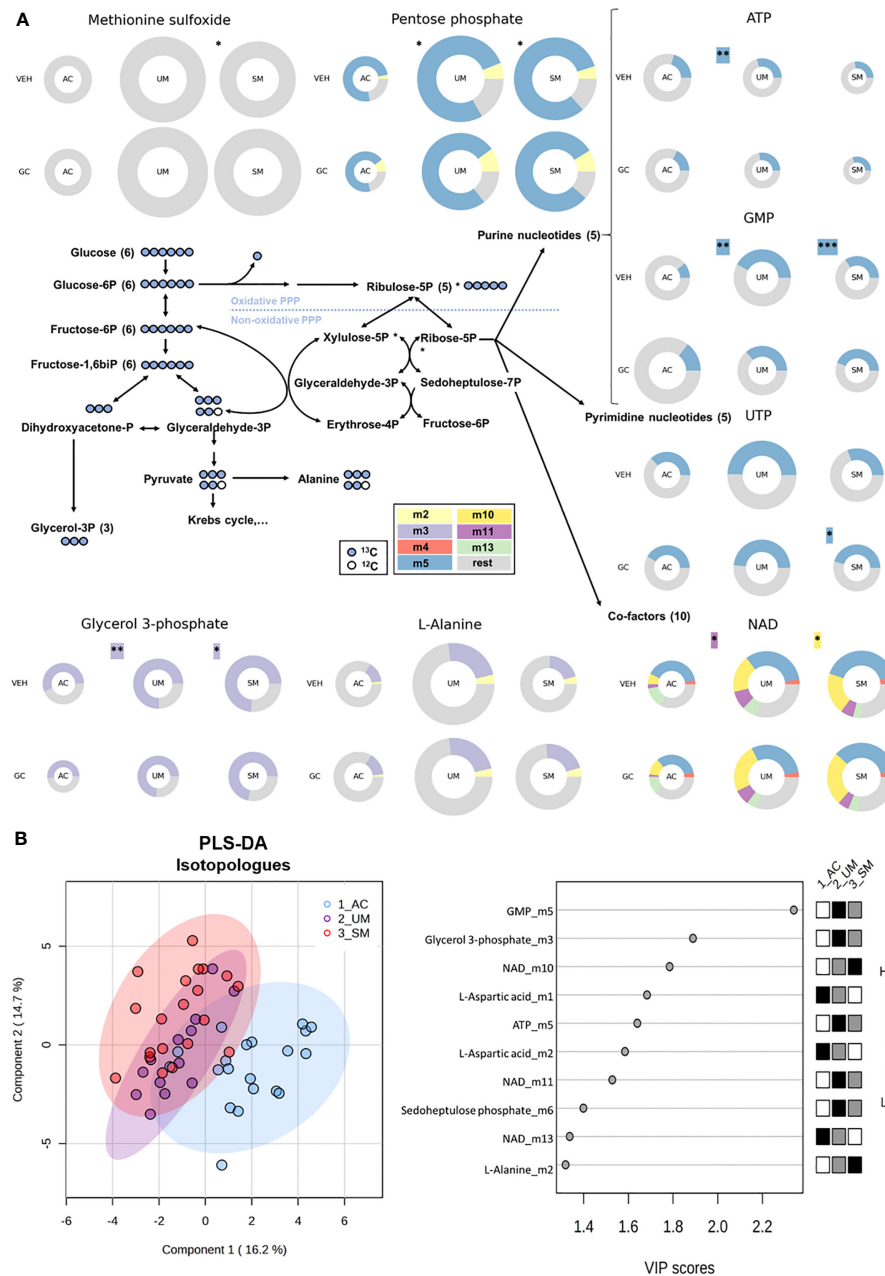 A
Methionine sulfoxide
*
Pentose phosphate
*
*
ATP
**
VEH
AC
UM
SM
VEH
AC
UM
SM
VEH
AC
UM
SM
GC
AC
UM
SM
GC
AC
UM
SM
GC
AC
UM
SM
GMP
**
***
VEH
AC
UM
SM
GC
AC
UM
SM
Purine nucleotides (5)
Glucose (6)
Glucose-6P (6)
Ribulose-5P (5) *
Oxidative PPP
Non-oxidative PPP
Fructose-6P (6)
Xylulose-5P *
Ribose-5P
*
Fructose-1,6biP (6)
Glyceraldehyde-3P
Sedoheptulose-7P
Dihydroxyacetone-P
Glyceraldehyde-3P
Erythrose-4P
Fructose-6P
Pyrimidine nucleotides (5)
UTP
VEH
AC
UM
SM
*
GC
AC
UM
SM
Pyruvate
Alanine
Krebs cycle,...
Glycerol-3P (3)
13C
12C
m2
m10
m3
m11
m4
m13
m5
rest
Co-factors (10)
Glycerol 3-phosphate
**
*
L-Alanine
NAD
*
*
VEH
AC
UM
SM
VEH
AC
UM
SM
VEH
AC
UM
SM
GC
AC
UM
SM
GC
AC
UM
SM
GC
AC
UM
SM
B
PLS-DA
Isotopologues
1_AC
2_UM
3_SM
5
0
-5
-6
-4
-2
0
2
4
6
Component 2 ( 14.7 %)
Component 1 ( 16.2 %)
1_AC
2_UM
3_SM
GMP_m5
Glycerol 3-phosphate_m3
NAD_m10
L-Aspartic acid_m1
ATP_m5
L-Aspartic acid_m2
NAD_m11
Sedoheptulose phosphate_m6
NAD_m13
L-Alanine_m2
1.4
1.6
1.8
2.0
2.2
VIP scores